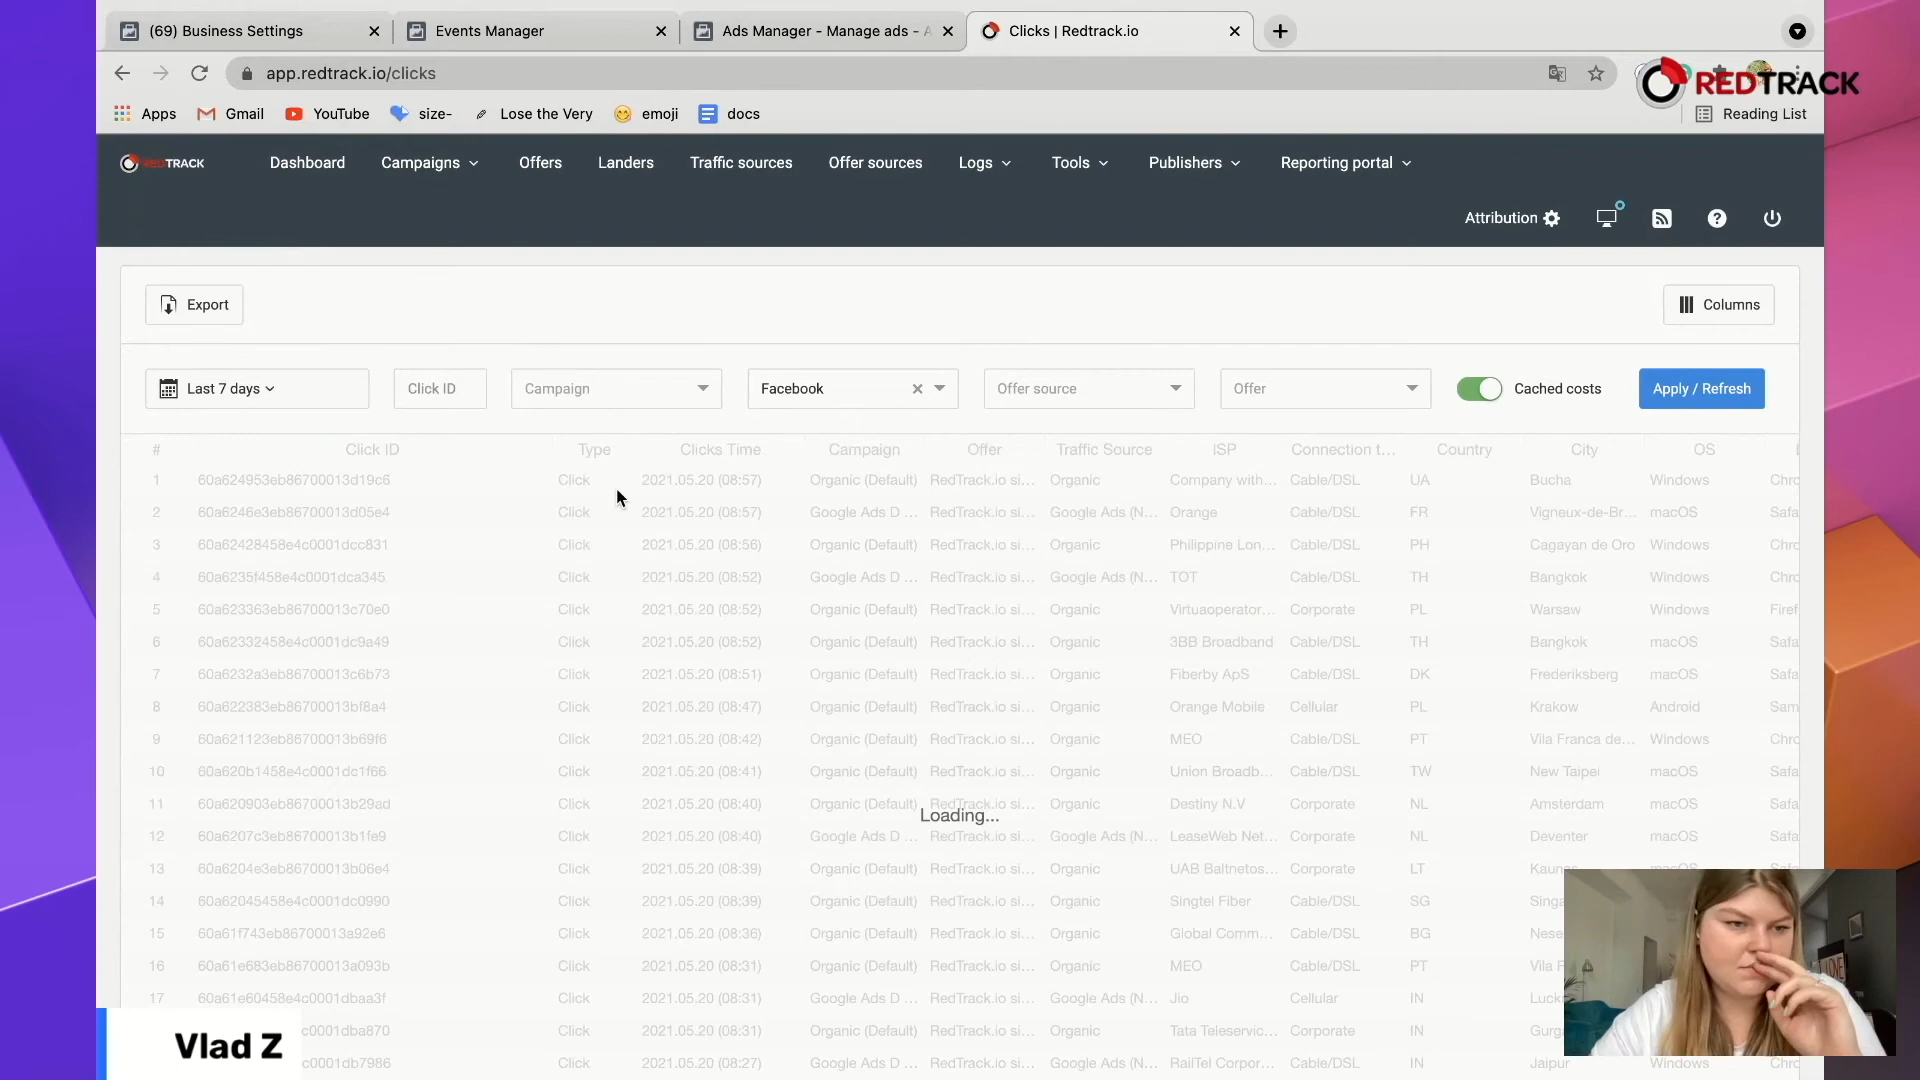 (69) Business Settings
Events Manager
Ads Manager - Manage ads - A
Clicks | Redtrack.io
app.redtrack.io/clicks
REDTRACK
Apps
Gmail
YouTube
size-
Lose the Very
emoji
docs
Reading List
REDTRACK
Dashboard
Campaigns
Offers
Landers
Traffic sources
Offer sources
Logs
Tools
Publishers
Reporting portal
Attribution
Export
Columns
Last 7 days
Click ID
Campaign
Facebook
Offer source
Offer
Cached costs
Apply / Refresh
# Click ID Type Clicks Time Campaign Offer Traffic Source ISP Connection t... Country City OS
1 60a624953eb86700013d19c6 Click 2021.05.20 (08:57) Organic (Default) RedTrack.io si... Organic Company with... Cable/DSL UA Bucha Windows Chro
2 60a6246e3eb86700013d05e4 Click 2021.05.20 (08:57) Google Ads D ... RedTrack.io si... Google Ads (N... Orange Cable/DSL FR Vigneux-de-Br... macOS Safa
3 60a62428458e4c0001dcc831 Click 2021.05.20 (08:56) Organic (Default) RedTrack.io si... Organic Philippine Lon... Cable/DSL PH Cagayan de Oro Windows Chro
4 60a6235f458e4c0001dca345 Click 2021.05.20 (08:52) Google Ads D ... RedTrack.io si... Google Ads (N... TOT Cable/DSL TH Bangkok Windows Chro
5 60a623363eb86700013c70e0 Click 2021.05.20 (08:52) Organic (Default) RedTrack.io si... Organic Virtuaoperator... Corporate PL Warsaw Windows Firef
6 60a62332458e4c0001dc9a49 Click 2021.05.20 (08:52) Organic (Default) RedTrack.io si... Organic 3BB Broadband Cable/DSL TH Bangkok macOS Safa
7 60a6232a3eb86700013c6b73 Click 2021.05.20 (08:51) Organic (Default) RedTrack.io si... Organic Fiberby ApS Cable/DSL DK Frederiksberg macOS Safa
8 60a622383eb86700013bf8a4 Click 2021.05.20 (08:47) Organic (Default) RedTrack.io si... Organic Orange Mobile Cellular PL Krakow Android Sam
9 60a621123eb86700013b69f6 Click 2021.05.20 (08:42) Organic (Default) RedTrack.io si... Organic MEO Cable/DSL PT Vila Franca de... Windows Chro
10 60a620b1458e4c0001dc1f66 Click 2021.05.20 (08:41) Organic (Default) RedTrack.io si... Organic Union Broadb... Cable/DSL TW New Taipei macOS Safa
11 60a620903eb86700013b29ad Click 2021.05.20 (08:40) Organic (Default) RedTrack.io si... Organic Destiny N.V Corporate NL Amsterdam macOS Safa
Loading...
12 60a6207c3eb86700013b1fe9 Click 2021.05.20 (08:40) Google Ads D ... RedTrack.io si... Google Ads (N... LeaseWeb Net... Corporate NL Deventer macOS Safa
13 60a6204e3eb86700013b06e4 Click 2021.05.20 (08:39) Organic (Default) RedTrack.io si... Organic UAB Baltnetos... Corporate LT Kaunas macOS Safa
14 60a62045458e4c0001dc0990 Click 2021.05.20 (08:39) Organic (Default) RedTrack.io si... Organic Singtel Fiber Cable/DSL SG Singa
15 60a61f743eb86700013a92e6 Click 2021.05.20 (08:36) Organic (Default) RedTrack.io si... Organic Global Comm... Cable/DSL BG Nese
16 60a61e683eb86700013a093b Click 2021.05.20 (08:31) Organic (Default) RedTrack.io si... Organic MEO Cable/DSL PT Vila F
17 60a61e60458e4c0001dbaa3f Click 2021.05.20 (08:31) Google Ads D ... RedTrack.io si... Google Ads (N... Jio Cellular IN Luck
c0001dba870 Click 2021.05.20 (08:31) Organic (Default) RedTrack.io si... Organic Tata Teleservic... Corporate IN Gurga
c0001db7986 Click 2021.05.20 (08:27) Google Ads D ... RedTrack.io si... Google Ads (N... RailTel Corpor... Cable/DSL IN Jaipur Windows Chro
Vlad Z